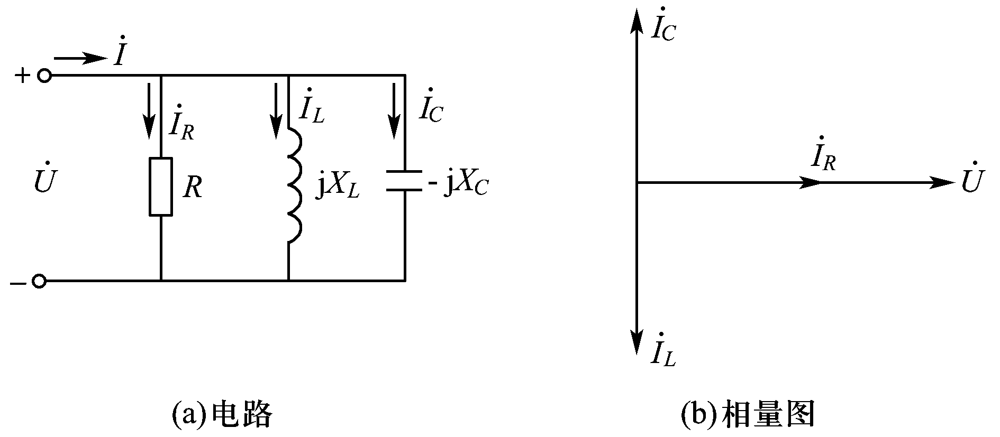 +
İ
İ_R
İ_L
İ_C
U̇
R
jX_L
- jX_C
−
(a)电路
İ_C
İ_R
U̇
İ_L
(b)相量图